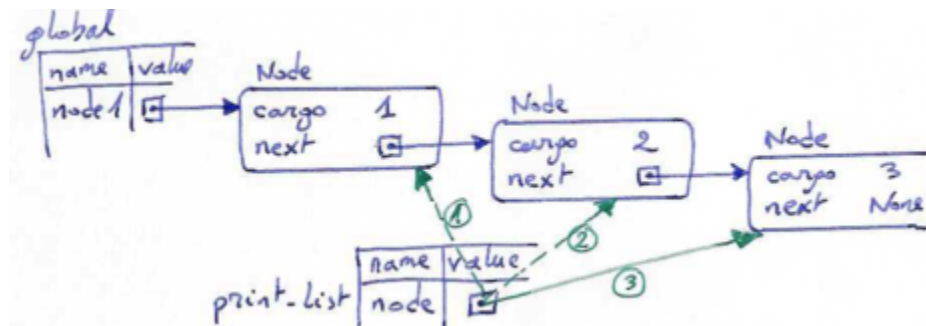 global
name value
node1
Node
cargo 1
next
Node
cargo 2
next
Node
cargo 3
next None
①
②
③
name value
print_list node